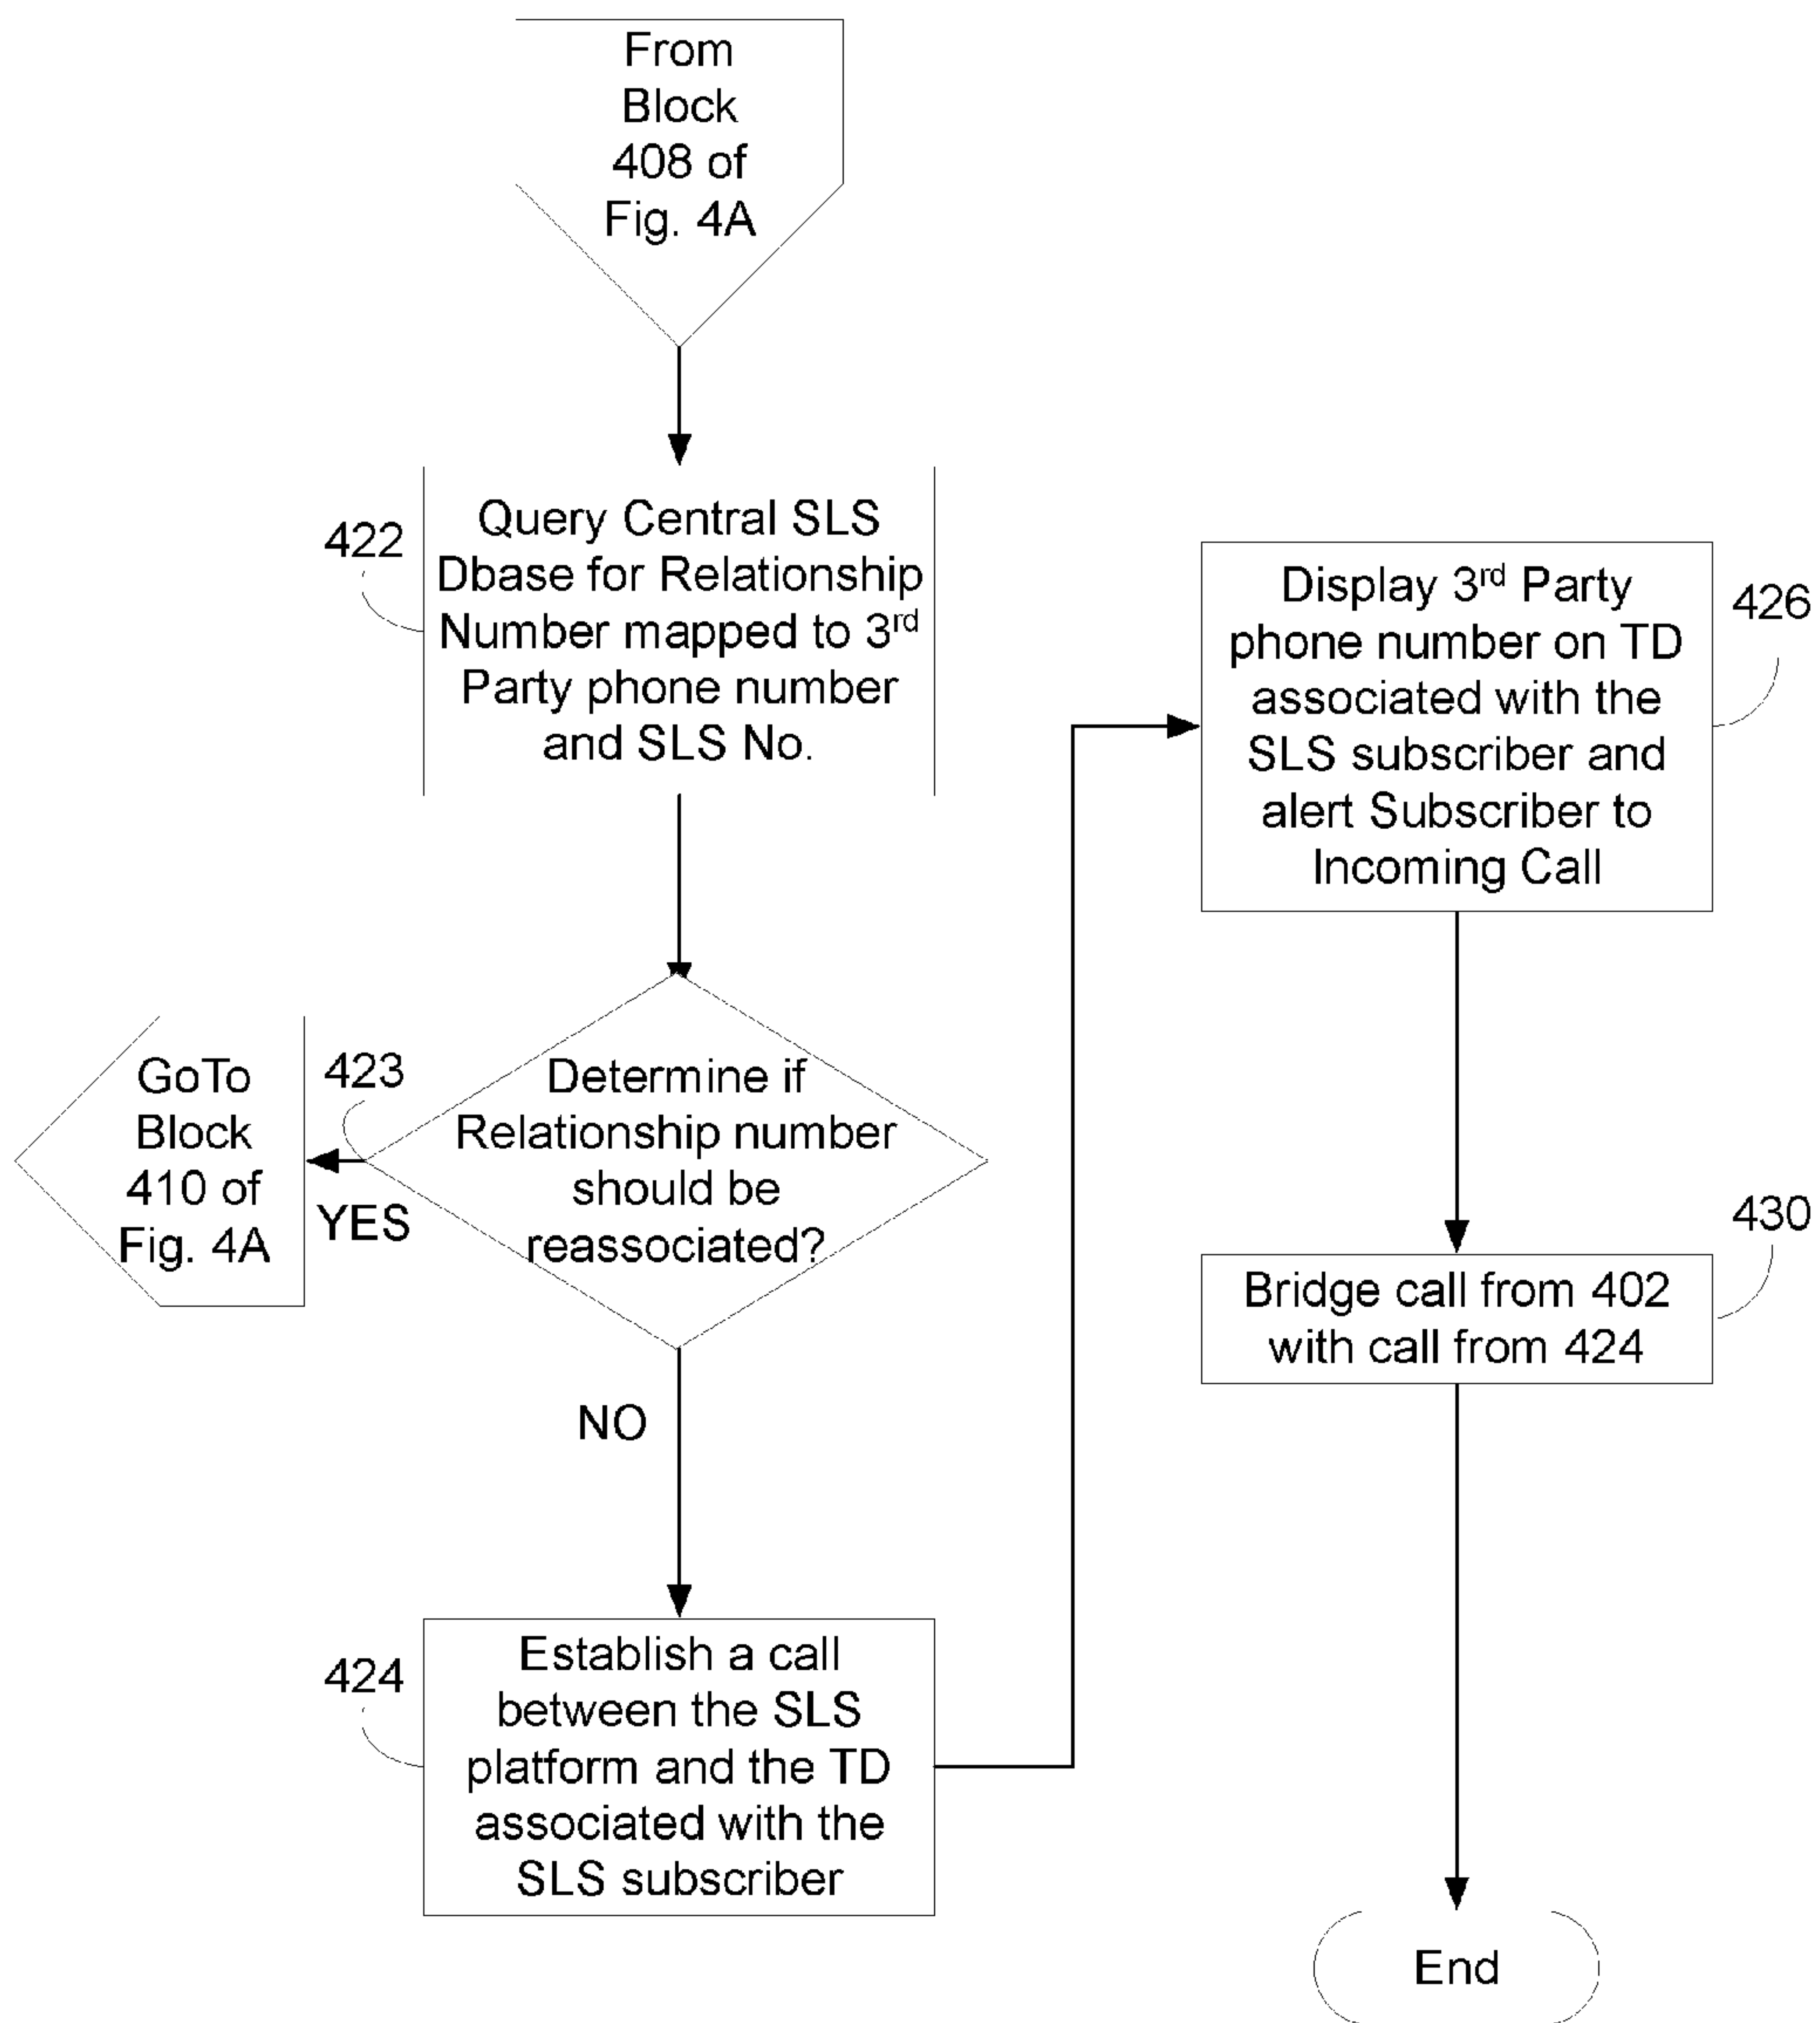 From
Block
408 of
Fig. 4A
422
Query Central SLS
Dbase for Relationship
Number mapped to 3rd
Party phone number
and SLS No.
GoTo
Block
410 of
Fig. 4A
423
YES
Determine if
Relationship number
should be
reassociated?
NO
424
Establish a call
between the SLS
platform and the TD
associated with the
SLS subscriber
Display 3rd Party
phone number on TD
associated with the
SLS subscriber and
alert Subscriber to
Incoming Call
426
430
Bridge call from 402
with call from 424
End